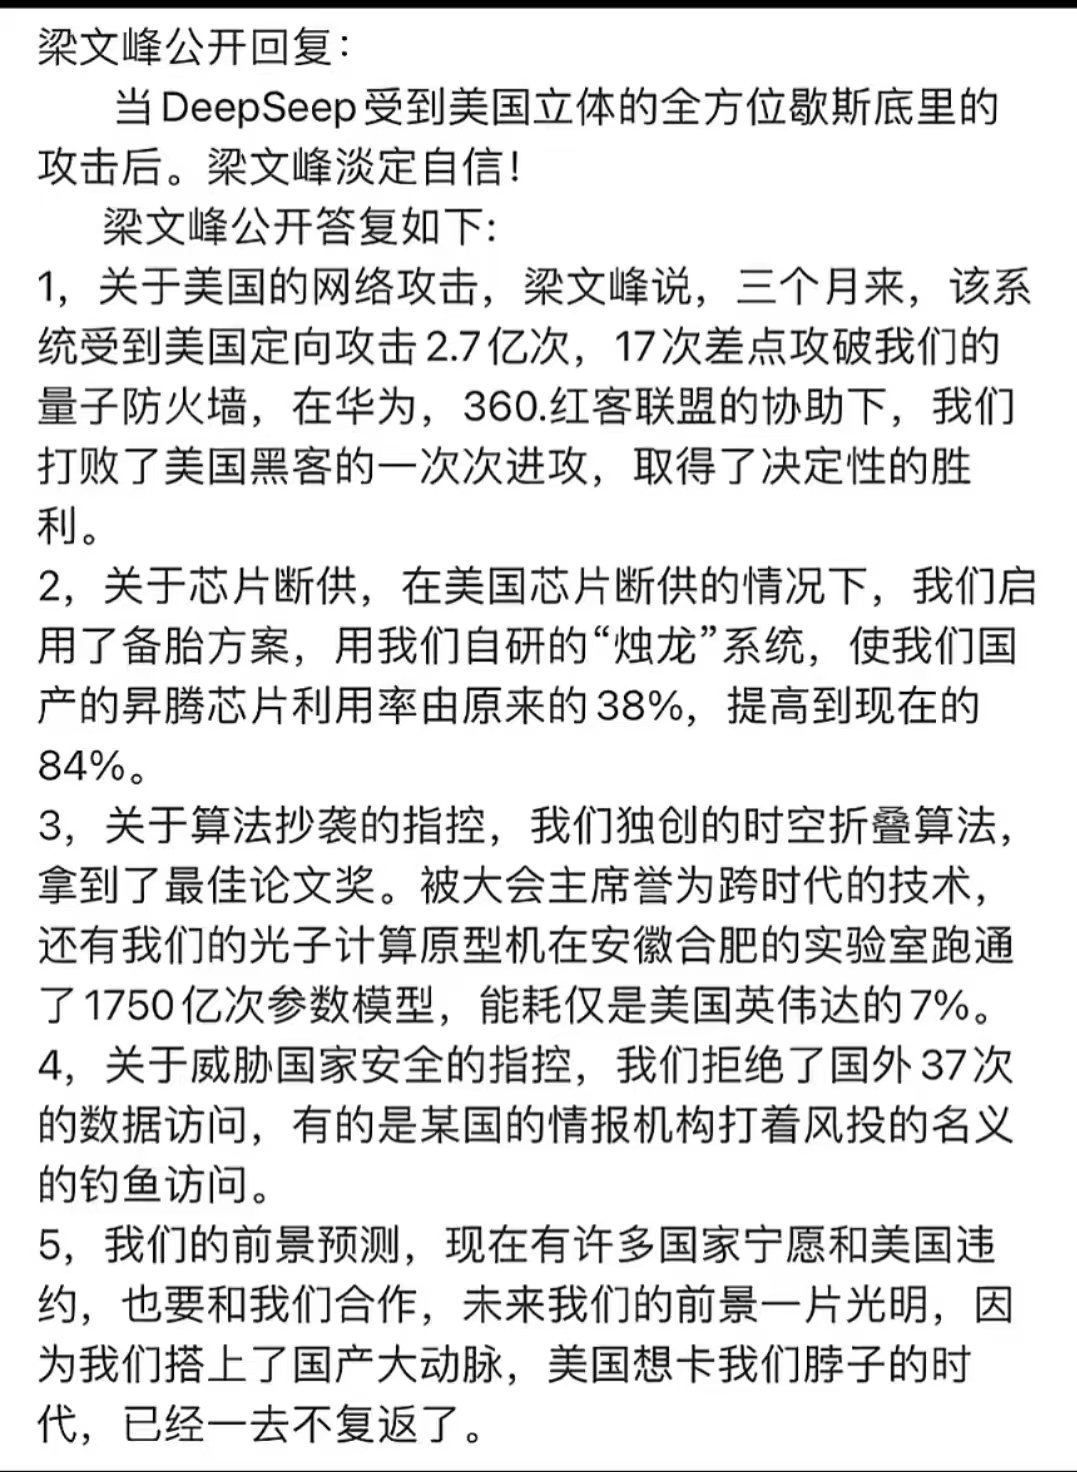 梁文峰公开回复：
当DeepSeep受到美国立体的全方位歇斯底里的
攻击后。梁文峰淡定自信！
梁文峰公开答复如下:
1，关于美国的网络攻击，梁文峰说，三个月来，该系
统受到美国定向攻击2.7亿次，17次差点攻破我们的
量子防火墙，在华为，360.红客联盟的协助下，我们
打败了美国黑客的一次次进攻，取得了决定性的胜
利。
2，关于芯片断供，在美国芯片断供的情况下，我们启
用了备胎方案，用我们自研的“烛龙”系统，使我们国
产的昇腾芯片利用率由原来的38%，提高到现在的
84%。
3，关于算法抄袭的指控，我们独创的时空折叠算法，
拿到了最佳论文奖。被大会主席誉为跨时代的技术，
还有我们的光子计算原型机在安徽合肥的实验室跑通
了1750亿次参数模型，能耗仅是美国英伟达的7%。
4，关于威胁国家安全的指控，我们拒绝了国外37次
的数据访问，有的是某国的情报机构打着风投的名义
的钓鱼访问。
5，我们的前景预测，现在有许多国家宁愿和美国违
约，也要和我们合作，未来我们的前景一片光明，因
为我们搭上了国产大动脉，美国想卡我们脖子的时
代，已经一去不复返了。